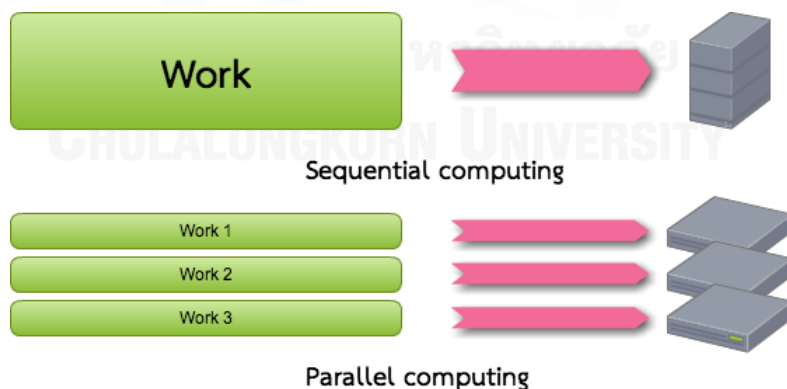 Work
CHULALONGKORN UNIVERSITY
Sequential computing
Work 1
Work 2
Work 3
Parallel computing